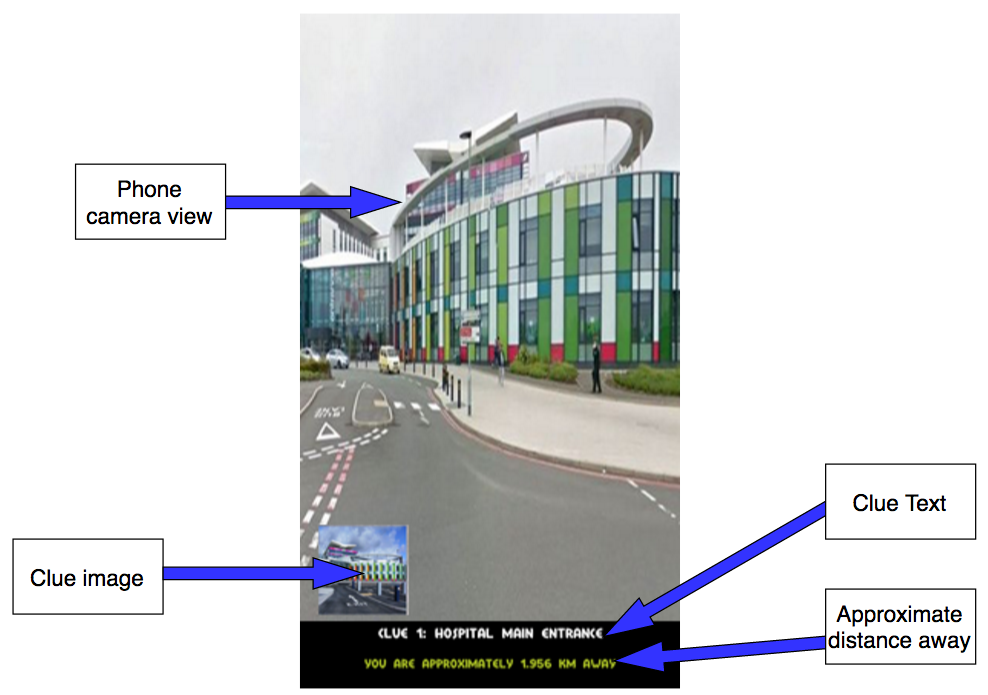 Phone
camera view
Clue image
CLUE 1: HOSPITAL MAIN ENTRANCE
YOU ARE APPROXIMATELY 1.956 KM AWAY
Clue Text
Approximate
distance away